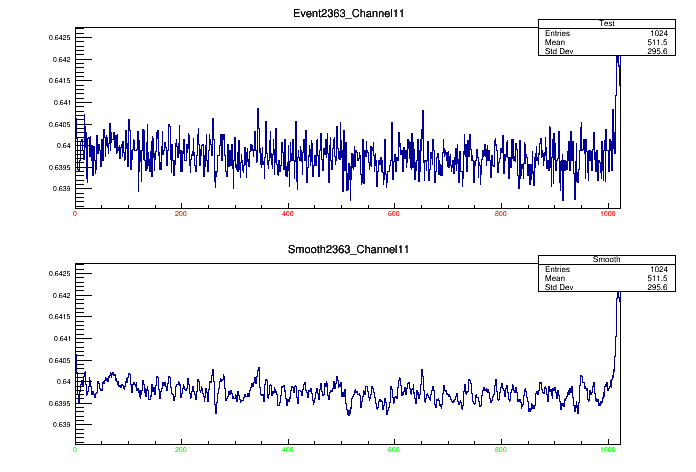 Event2363_Channel11
Test
Entries 1024
Mean 511.5
Std Dev 295.6
0.6425
0.642
0.6415
0.641
0.6405
0.64
0.6395
0.639
0 200 400 600 800 1000
Smooth2363_Channel11
Smooth
Entries 1024
Mean 511.5
Std Dev 295.6
0.6425
0.642
0.6415
0.641
0.6405
0.64
0.6395
0.639
0 200 400 600 800 1000